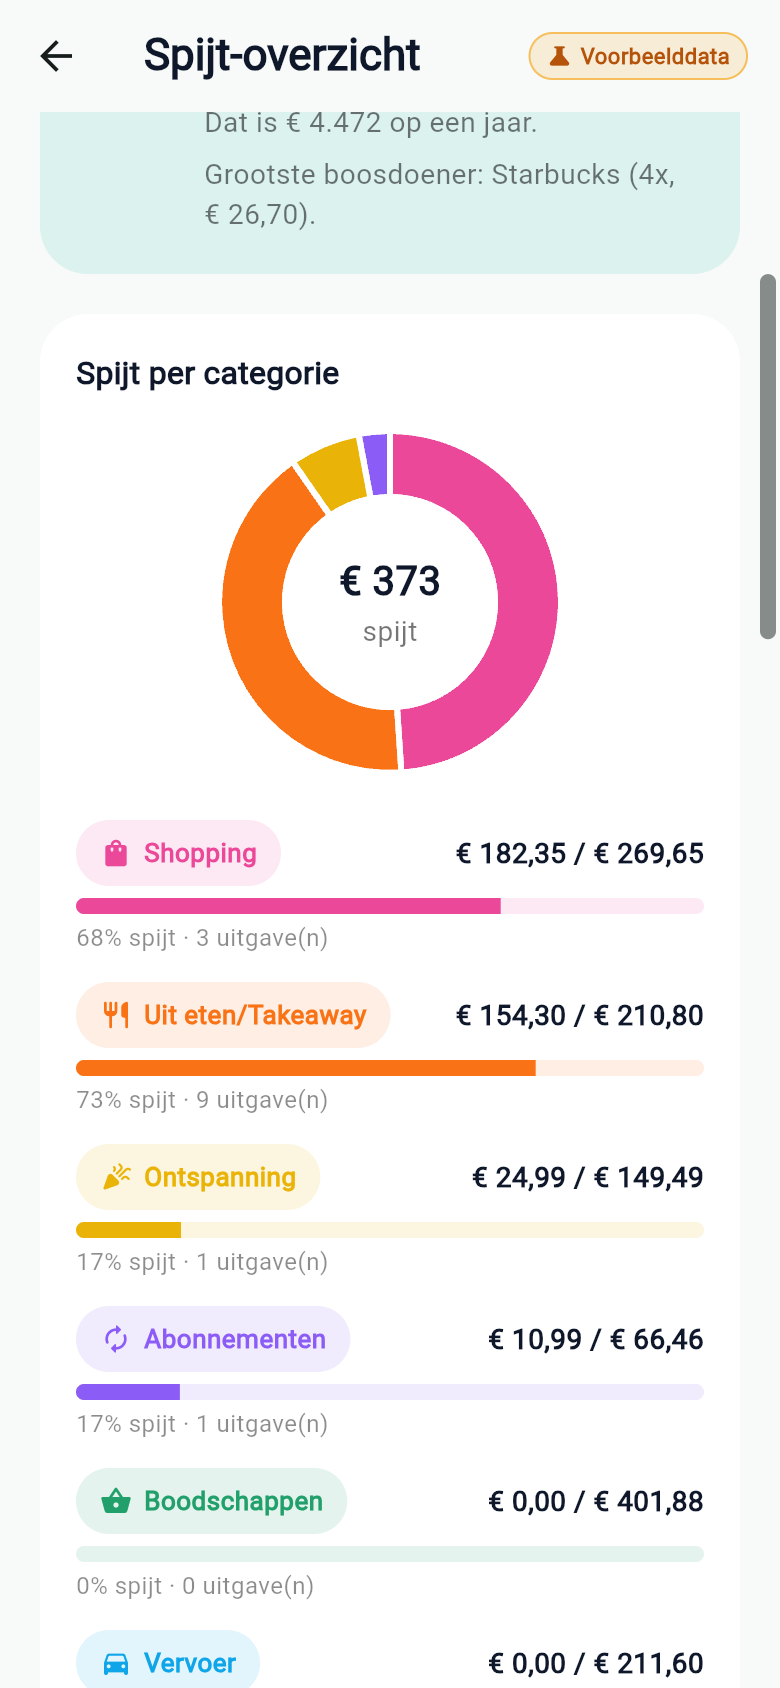 Spijt-overzicht
Voorbeelddata
Dat is € 4.472 op een jaar.
Grootste boosdoener: Starbucks (4x,
€ 26,70).
Spijt per categorie
€ 373
spijt
Shopping
€ 182,35 / € 269,65
68% spijt · 3 uitgave(n)
Uit eten/Takeaway
€ 154,30 / € 210,80
73% spijt · 9 uitgave(n)
Ontspanning
€ 24,99 / € 149,49
17% spijt · 1 uitgave(n)
Abonnementen
€ 10,99 / € 66,46
17% spijt · 1 uitgave(n)
Boodschappen
€ 0,00 / € 401,88
0% spijt · 0 uitgave(n)
Vervoer
€ 0,00 / € 211,60